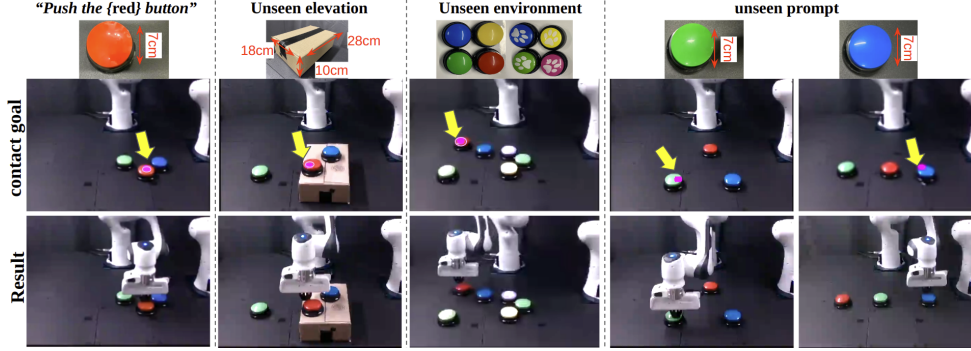 “Push the {red} button”
Unseen elevation
Unseen environment
unseen prompt
7cm
18cm
28cm
10cm
7cm
7cm
contact goal
Result